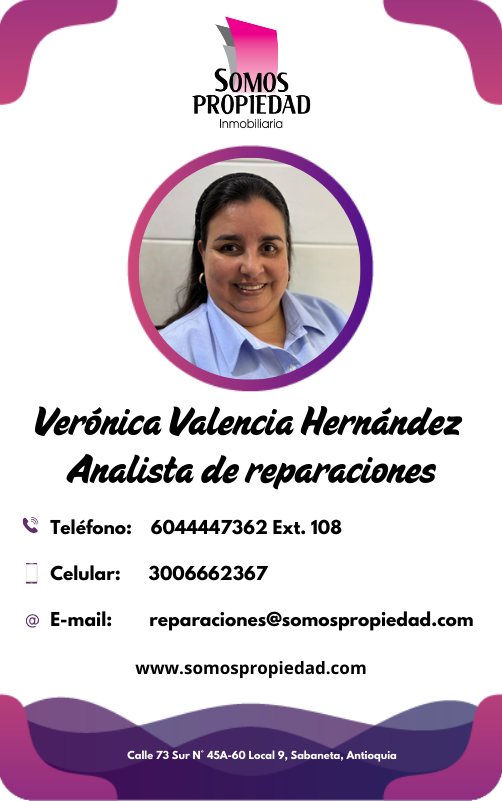 SOMOS
PROPIEDAD
Inmobiliaria
Verónica Valencia Hernández
Analista de reparaciones
Teléfono: 6044447362 Ext. 108
Celular: 3006662367
@ E-mail: reparaciones@somospropiedad.com
www.somospropiedad.com
Calle 73 Sur N° 45A-60 Local 9, Sabaneta, Antioquia